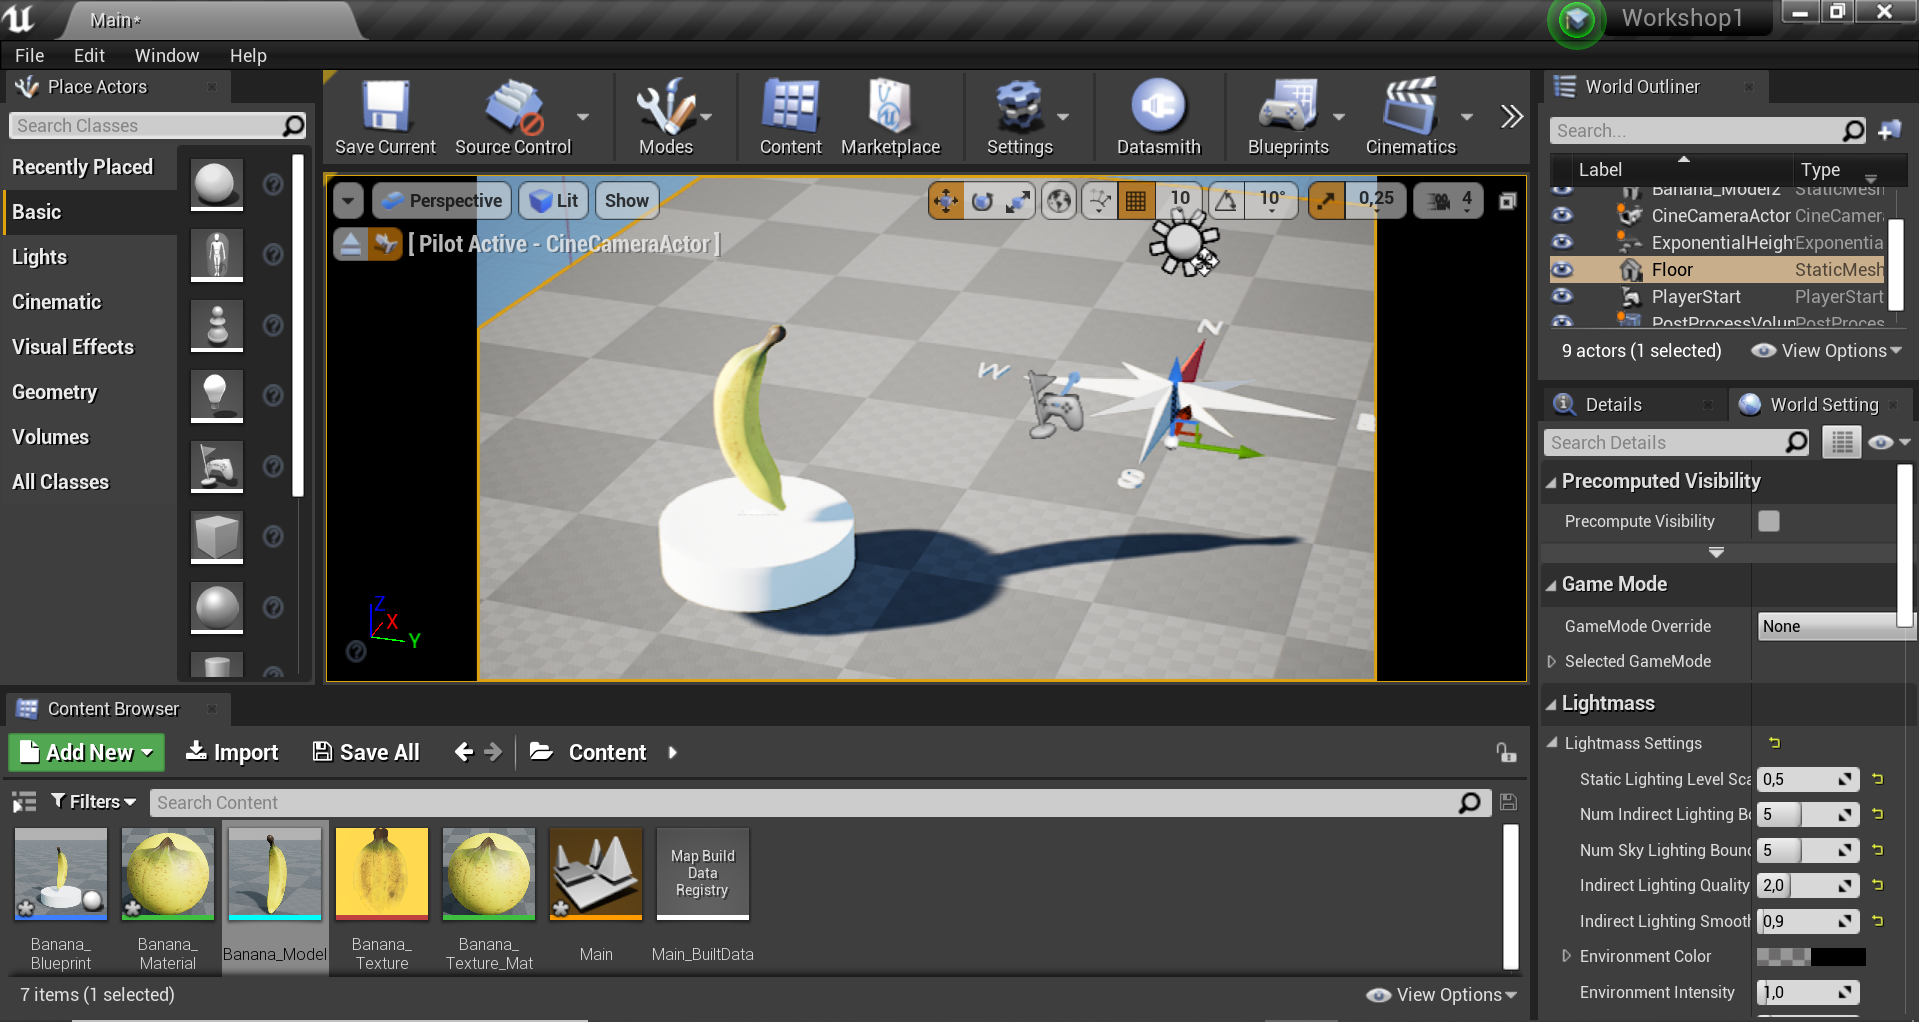 Main*
Workshop1
File Edit Window Help
Place Actors
Search Classes
Recently Placed
Basic
Lights
Cinematic
Visual Effects
Geometry
Volumes
All Classes
Save Current
Source Control
Modes
Content
Marketplace
Settings
Datasmith
Blueprints
Cinematics
Perspective
Lit
Show
10
10°
0,25
4
[ Pilot Active - CineCameraActor ]
N
W
S
Z
X
Y
World Outliner
Search...
Label Type
Banana_Model2 StaticMesh
CineCameraActor CineCamera
ExponentialHeigh Exponentia
Floor StaticMesh
PlayerStart PlayerStart
PostProcessVolun PostProces
9 actors (1 selected)
View Options
Details
World Setting
Search Details
Precomputed Visibility
Precompute Visibility
Game Mode
GameMode Override None
Selected GameMode
Lightmass
Lightmass Settings
Static Lighting Level Sca 0,5
Num Indirect Lighting Bo 5
Num Sky Lighting Bounc 5
Indirect Lighting Quality 2,0
Indirect Lighting Smooth 0,9
Environment Color
Environment Intensity 1,0
Content Browser
Add New
Import
Save All
Content
Filters
Search Content
Map Build
Data
Registry
Banana_
Blueprint
Banana_
Material
Banana_Model
Banana_
Texture
Banana_
Texture_Mat
Main
Main_BuiltData
7 items (1 selected)
View Options